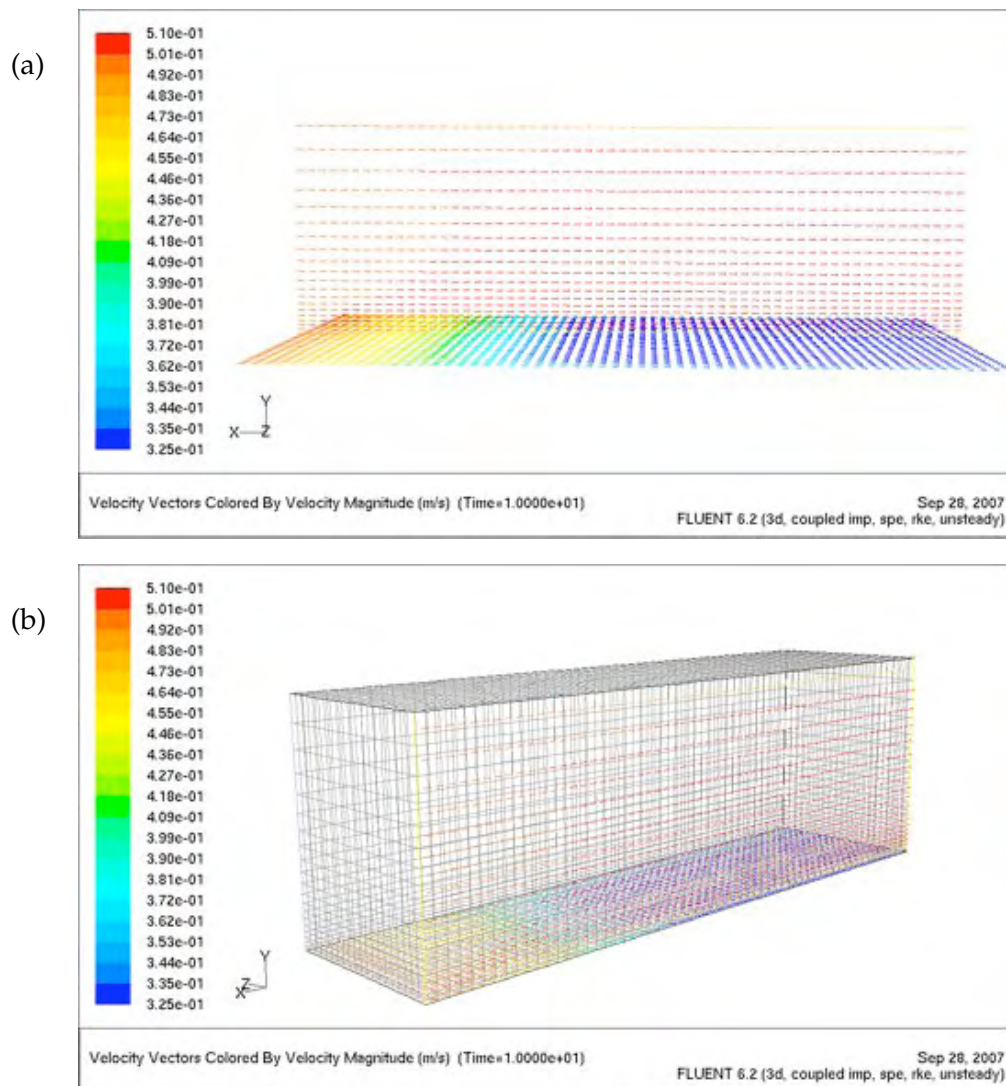 (a)
5.10e-01
5.01e-01
4.92e-01
4.83e-01
4.73e-01
4.64e-01
4.55e-01
4.46e-01
4.36e-01
4.27e-01
4.18e-01
4.09e-01
3.99e-01
3.90e-01
3.81e-01
3.72e-01
3.62e-01
3.53e-01
3.44e-01
3.35e-01
3.25e-01
Y
X Z
Velocity Vectors Colored By Velocity Magnitude (m/s) (Time=1.0000e+01)
Sep 28, 2007
FLUENT 6.2 (3d, coupled imp, spe, rke, unsteady)
(b)
5.10e-01
5.01e-01
4.92e-01
4.83e-01
4.73e-01
4.64e-01
4.55e-01
4.46e-01
4.36e-01
4.27e-01
4.18e-01
4.09e-01
3.99e-01
3.90e-01
3.81e-01
3.72e-01
3.62e-01
3.53e-01
3.44e-01
3.35e-01
3.25e-01
Y
Z
X
Velocity Vectors Colored By Velocity Magnitude (m/s) (Time=1.0000e+01)
Sep 28, 2007
FLUENT 6.2 (3d, coupled imp, spe, rke, unsteady)